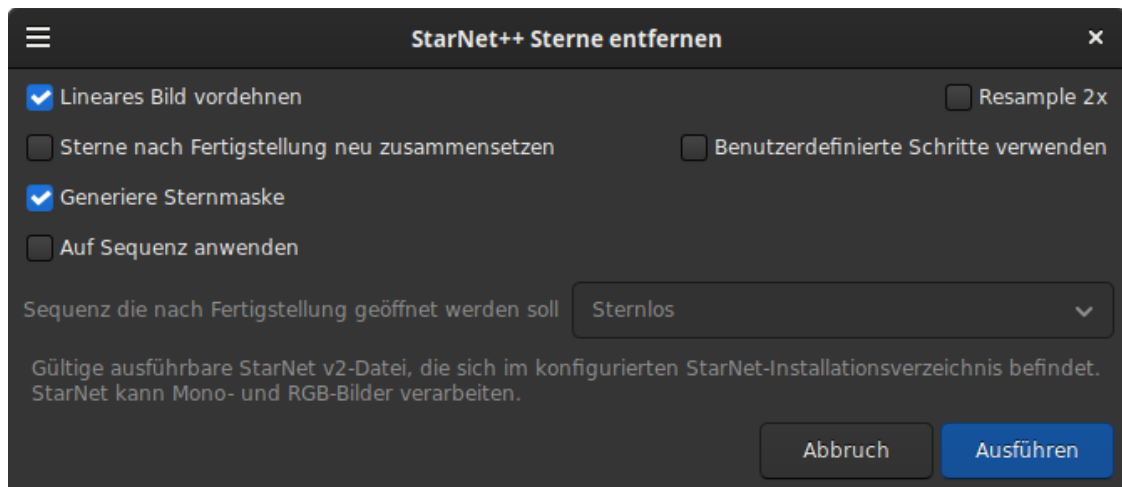 StarNet++ Sterne entfernen
Lineares Bild vordehnen
Resample 2x
Sterne nach Fertigstellung neu zusammensetzen
Benutzerdefinierte Schritte verwenden
Generiere Sternmaske
Auf Sequenz anwenden
Sequenz die nach Fertigstellung geöffnet werden soll
Sternlos
Gültige ausführbare StarNet v2-Datei, die sich im konfigurierten StarNet-Installationsverzeichnis befindet.
StarNet kann Mono- und RGB-Bilder verarbeiten.
Abbruch
Ausführen